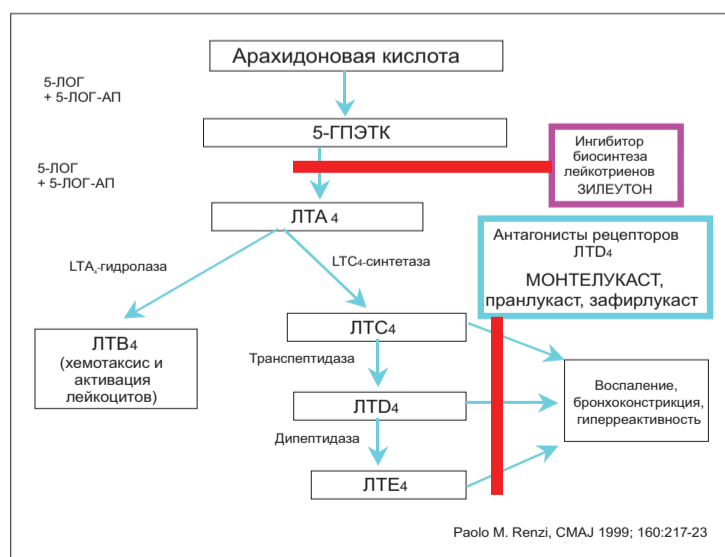 Арахидоновая кислота
5-ЛОГ
+ 5-ЛОГ-АП
5-ГПЭТК
Ингибитор
биосинтеза
лейкотриенов
ЗИЛЕУТОН
5-ЛОГ
+ 5-ЛОГ-АП
ЛТА 4
Антагонисты рецепторов
ЛТD4
МОНТЕЛУКАСТ,
пранлукаст, зафирлукаст
LTA4-гидролаза
LTC4-синтетаза
ЛТВ4
(хемотаксис и
активация
лейкоцитов)
ЛТС4
Транспептидаза
Воспаление,
бронхоконстрикция,
гиперреактивность
ЛТD4
Дипептидаза
ЛТЕ4
Paolo M. Renzi, CMAJ 1999; 160:217-23